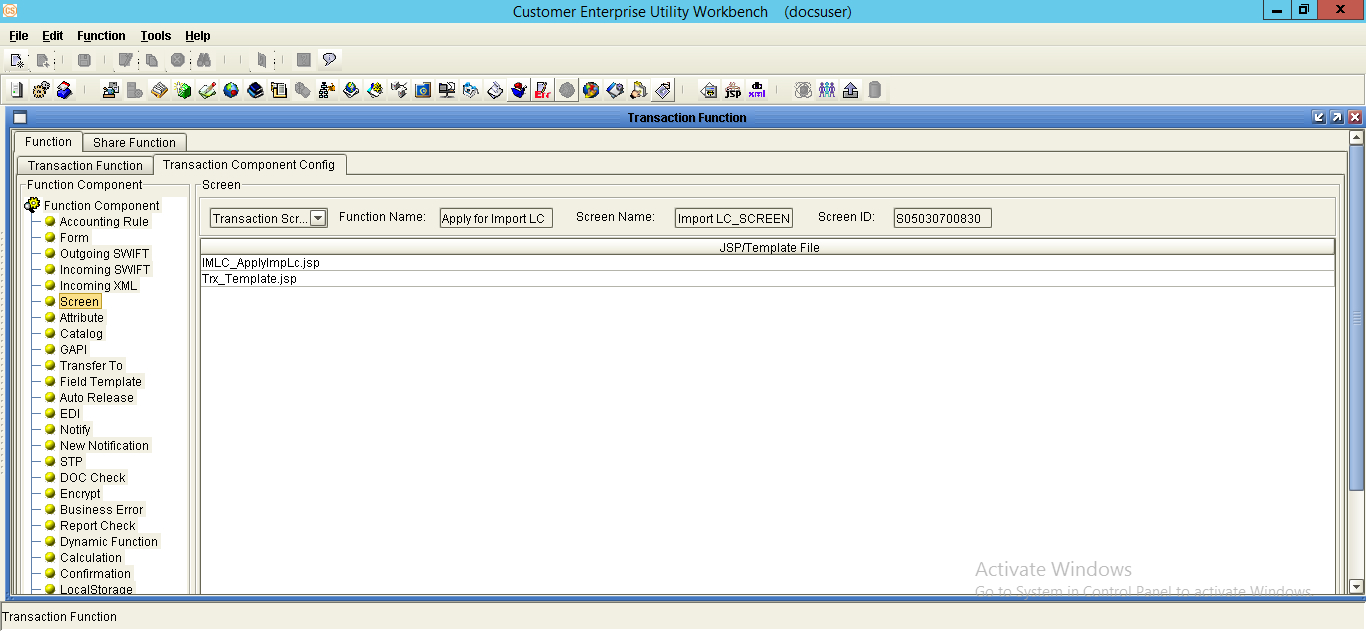 Customer Enterprise Utility Workbench (docsuser)
File Edit Function Tools Help
jsp xml
Transaction Function
Function Share Function
Transaction Function Transaction Component Config
Function Component
Function Component
Accounting Rule
Form
Outgoing SWIFT
Incoming SWIFT
Incoming XML
Screen
Attribute
Catalog
GAPI
Transfer To
Field Template
Auto Release
EDI
Notify
New Notification
STP
DOC Check
Encrypt
Business Error
Report Check
Dynamic Function
Calculation
Confirmation
LocalStorage
Screen
Transaction Scr... Function Name: Apply for Import LC Screen Name: Import LC_SCREEN Screen ID: S05030700830
JSP/Template File
IMLC_ApplyImpLc.jsp
Trx_Template.jsp
Activate Windows
Go to System in Control Panel to activate Windows.
Transaction Function